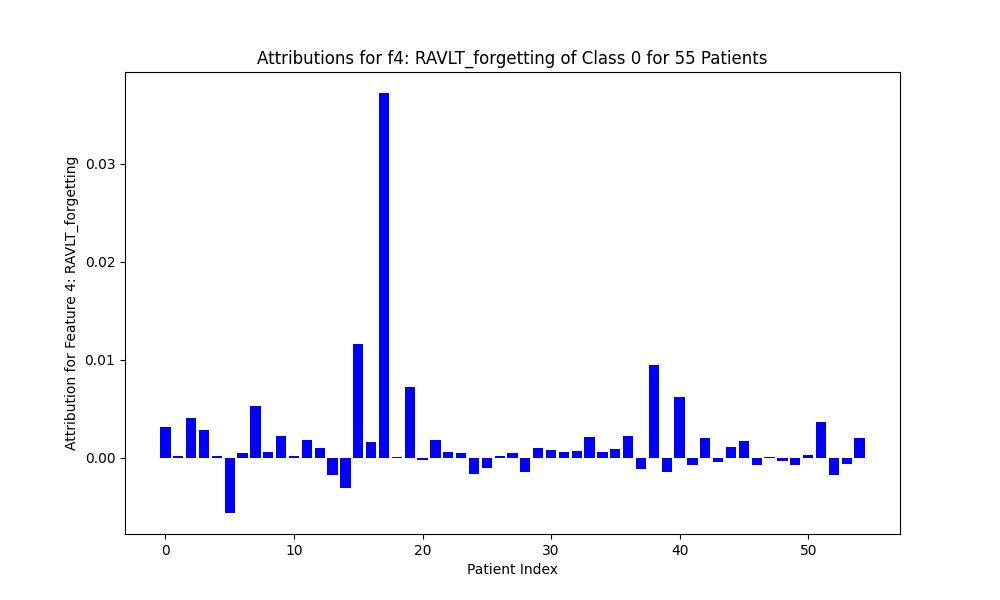 Attributions for f4: RAVLT_forgetting of Class 0 for 55 Patients
Attribution for Feature 4: RAVLT_forgetting
0.03
0.02
0.01
0.00
0 10 20 30 40 50
Patient Index